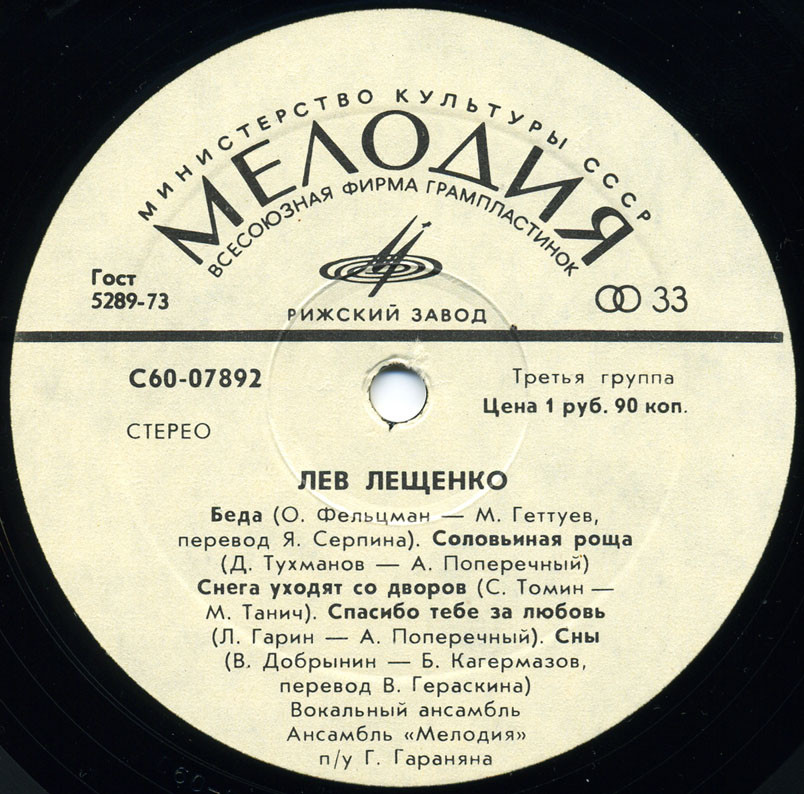 МИНИСТЕРСТВО КУЛЬТУРЫ СССР
МЕЛОДИЯ
ВСЕСОЮЗНАЯ ФИРМА ГРАМПЛАСТИНОК
РИЖСКИЙ ЗАВОД
Гост
5289-73
33
С60-07892
Третья группа
Цена 1 руб. 90 коп.
СТЕРЕО
ЛЕВ ЛЕЩЕНКО
Беда (О. Фельцман — М. Геттуев,
перевод Я. Серпина). Соловьиная роща
(Д. Тухманов — А. Поперечный)
Снега уходят со дворов (С. Томин —
М. Танич). Спасибо тебе за любовь
(Л. Гарин — А. Поперечный). Сны
(В. Добрынин — Б. Кагермазов,
перевод В. Гераскина)
Вокальный ансамбль
Ансамбль «Мелодия»
п/у Г. Гараняна